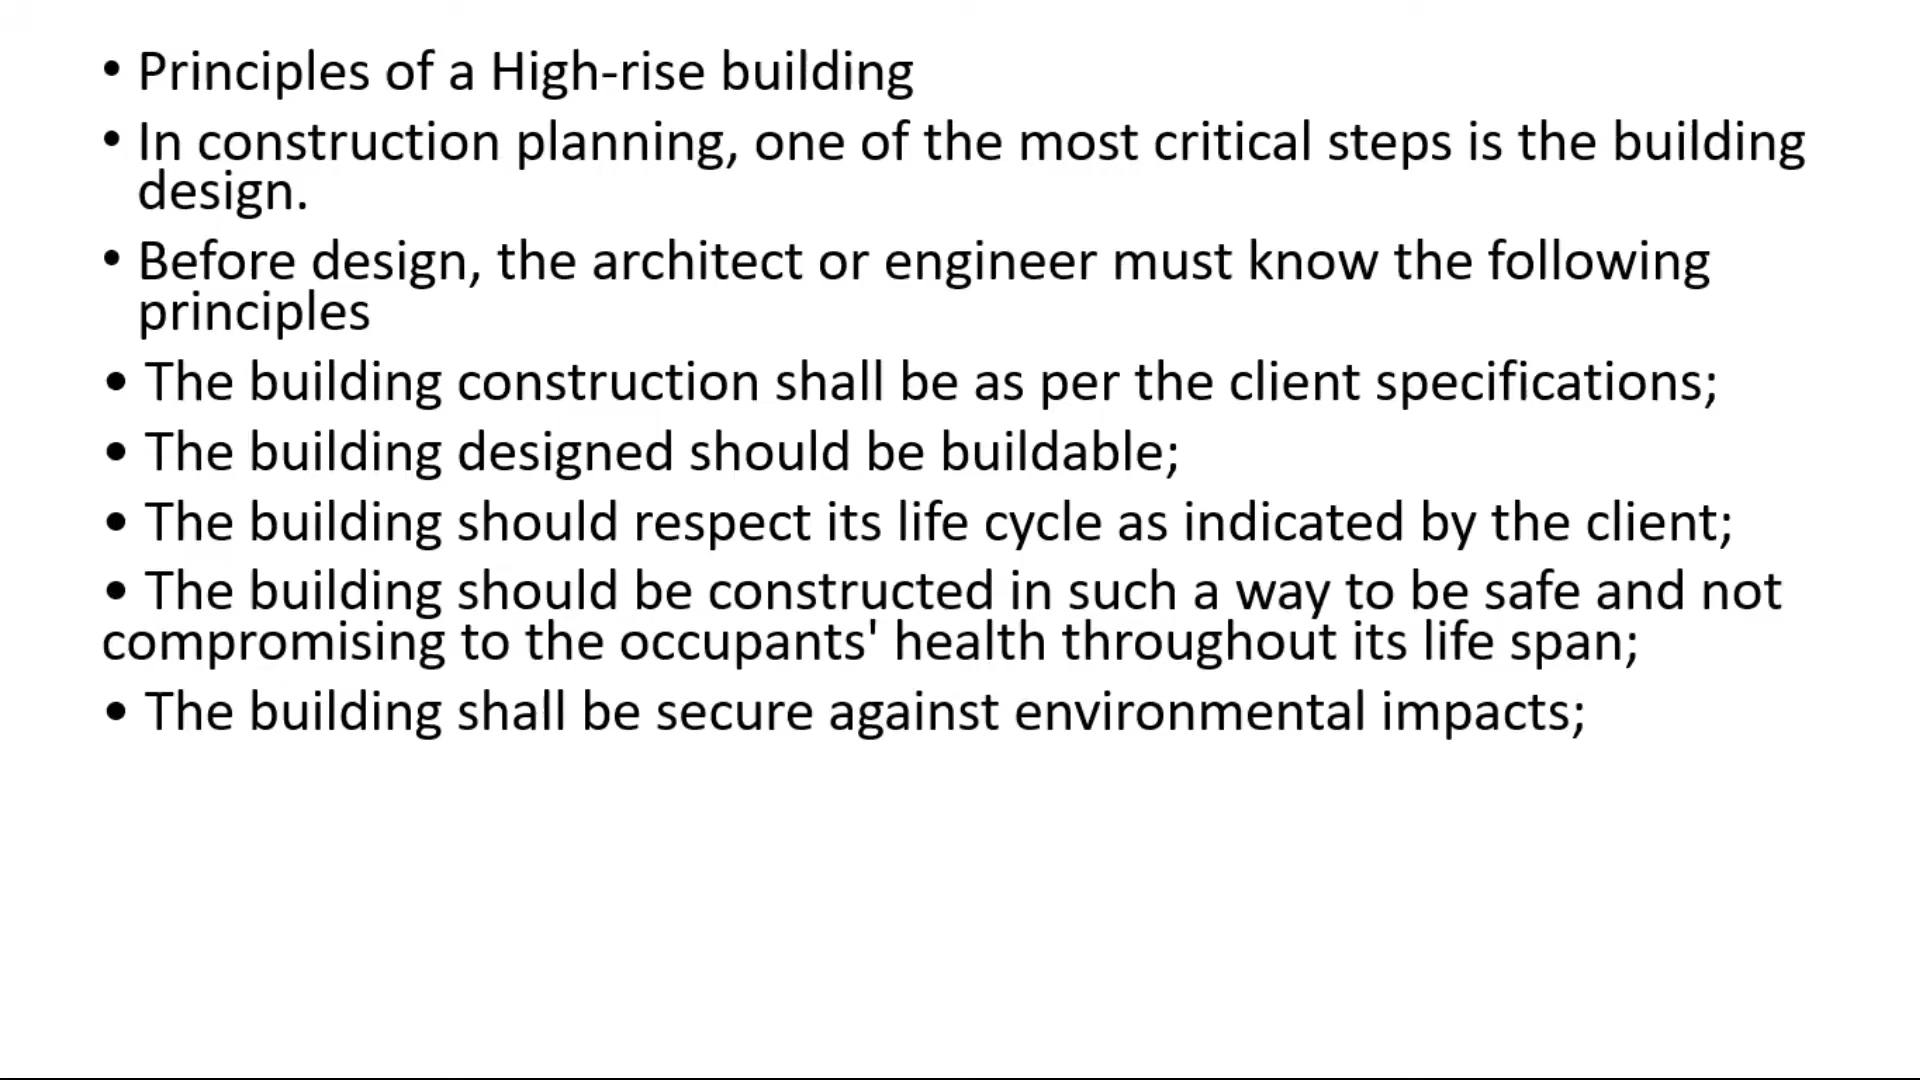 • Principles of a High-rise building
• In construction planning, one of the most critical steps is the building
design.
• Before design, the architect or engineer must know the following
principles
• The building construction shall be as per the client specifications;
• The building designed should be buildable;
• The building should respect its life cycle as indicated by the client;
• The building should be constructed in such a way to be safe and not
compromising to the occupants' health throughout its life span;
• The building shall be secure against environmental impacts;